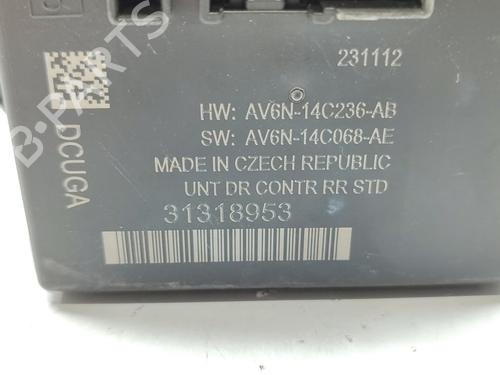 231112
HW: AV6N-14C236-AB
SW: AV6N-14C068-AE
MADE IN CZECH REPUBLIC
UNT DR CONTR RR STD
31318953
DCUGA
B-PARTS